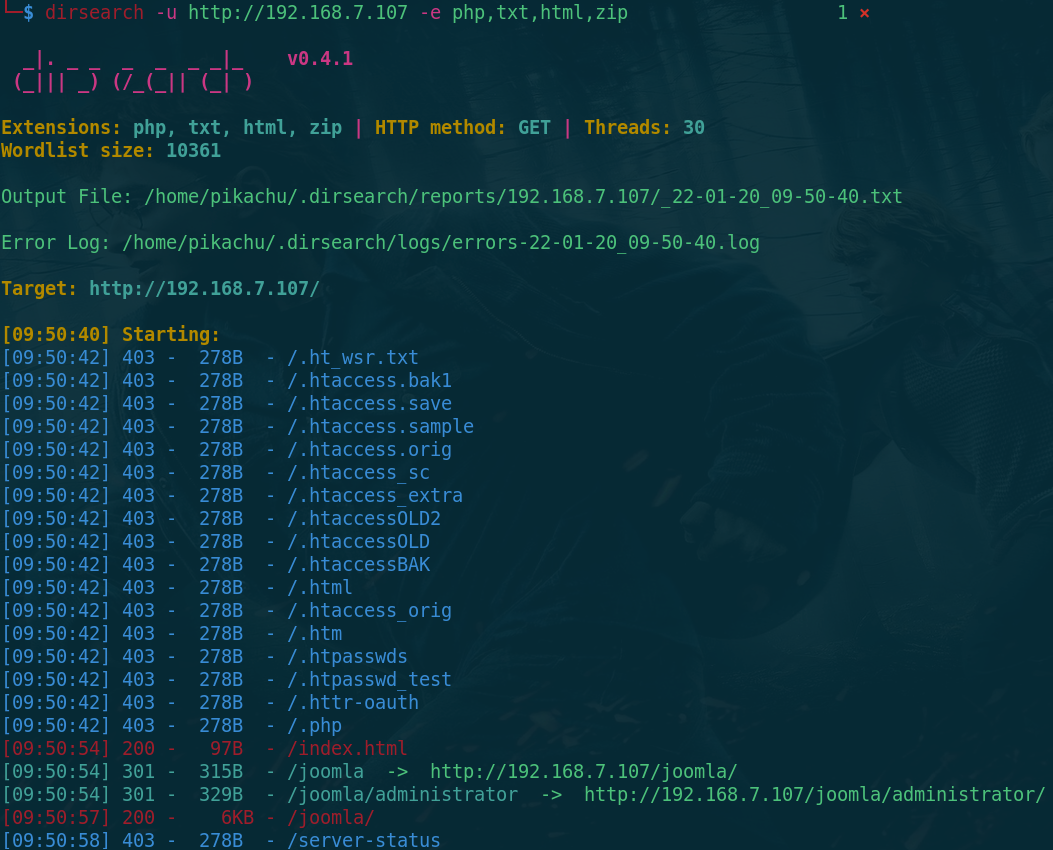 └─$ dirsearch -u http://192.168.7.107 -e php,txt,html,zip 1 ⨯
_|. _ _ _ _ _ _|_ v0.4.1
(_||| _) (/_(_|| (_| )
Extensions: php, txt, html, zip | HTTP method: GET | Threads: 30
Wordlist size: 10361
Output File: /home/pikachu/.dirsearch/reports/192.168.7.107/_22-01-20_09-50-40.txt
Error Log: /home/pikachu/.dirsearch/logs/errors-22-01-20_09-50-40.log
Target: http://192.168.7.107/
[09:50:40] Starting:
[09:50:42] 403 - 278B - /.ht_wsr.txt
[09:50:42] 403 - 278B - /.htaccess.bak1
[09:50:42] 403 - 278B - /.htaccess.save
[09:50:42] 403 - 278B - /.htaccess.sample
[09:50:42] 403 - 278B - /.htaccess.orig
[09:50:42] 403 - 278B - /.htaccess_sc
[09:50:42] 403 - 278B - /.htaccess_extra
[09:50:42] 403 - 278B - /.htaccessOLD2
[09:50:42] 403 - 278B - /.htaccessOLD
[09:50:42] 403 - 278B - /.htaccessBAK
[09:50:42] 403 - 278B - /.html
[09:50:42] 403 - 278B - /.htaccess_orig
[09:50:42] 403 - 278B - /.htm
[09:50:42] 403 - 278B - /.htpasswds
[09:50:42] 403 - 278B - /.htpasswd_test
[09:50:42] 403 - 278B - /.httr-oauth
[09:50:42] 403 - 278B - /.php
[09:50:54] 200 - 97B - /index.html
[09:50:54] 301 - 315B - /joomla -> http://192.168.7.107/joomla/
[09:50:54] 301 - 329B - /joomla/administrator -> http://192.168.7.107/joomla/administrator/
[09:50:57] 200 - 6KB - /joomla/
[09:50:58] 403 - 278B - /server-status